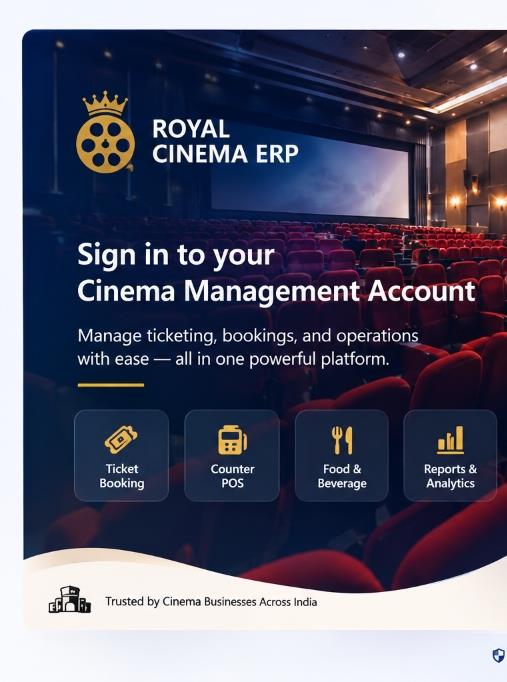 ROYAL
CINEMA ERP
Sign in to your
Cinema Management Account
Manage ticketing, bookings, and operations
with ease — all in one powerful platform.
Ticket
Booking
Counter
POS
Food &
Beverage
Reports &
Analytics
Trusted by Cinema Businesses Across India